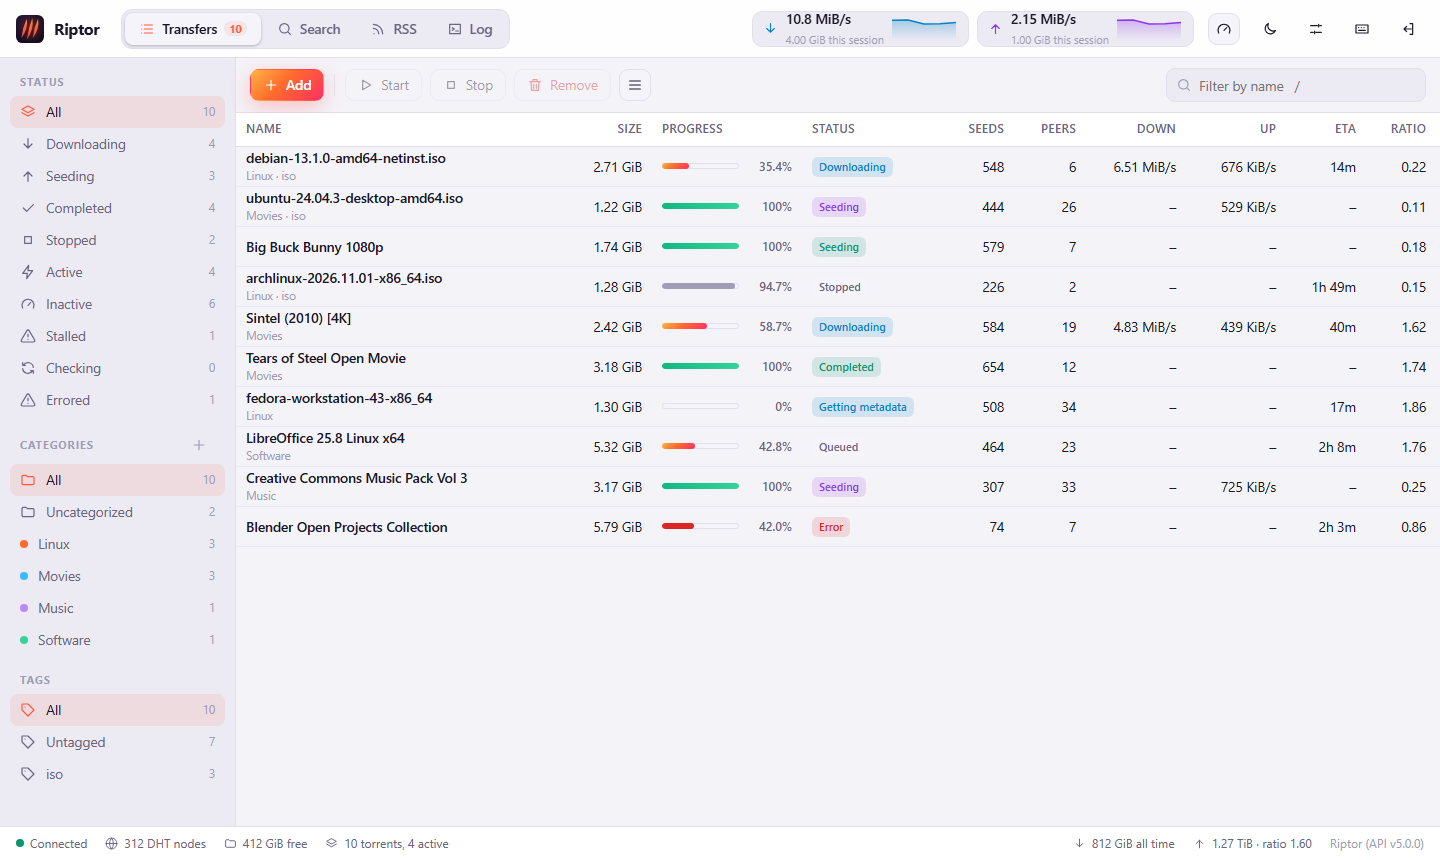 Riptor
Transfers 10
Search
RSS
Log
10.8 MiB/s
4.00 GiB this session
2.15 MiB/s
1.00 GiB this session
STATUS
All 10
Downloading 4
Seeding 3
Completed 4
Stopped 2
Active 4
Inactive 6
Stalled 1
Checking 0
Errored 1
CATEGORIES
All 10
Uncategorized 2
Linux 3
Movies 3
Music 1
Software 1
TAGS
All 10
Untagged 7
iso 3
Add
Start
Stop
Remove
Filter by name /
NAME SIZE PROGRESS STATUS SEEDS PEERS DOWN UP ETA RATIO
debian-13.1.0-amd64-netinst.iso 2.71 GiB 35.4% Downloading 548 6 6.51 MiB/s 676 KiB/s 14m 0.22
Linux · iso
ubuntu-24.04.3-desktop-amd64.iso 1.22 GiB 100% Seeding 444 26 – 529 KiB/s – 0.11
Movies · iso
Big Buck Bunny 1080p 1.74 GiB 100% Seeding 579 7 – – – 0.18
archlinux-2026.11.01-x86_64.iso 1.28 GiB 94.7% Stopped 226 2 – – 1h 49m 0.15
Linux · iso
Sintel (2010) [4K] 2.42 GiB 58.7% Downloading 584 19 4.83 MiB/s 439 KiB/s 40m 1.62
Movies
Tears of Steel Open Movie 3.18 GiB 100% Completed 654 12 – – – 1.74
Movies
fedora-workstation-43-x86_64 1.30 GiB 0% Getting metadata 508 34 – – 17m 1.86
Linux
LibreOffice 25.8 Linux x64 5.32 GiB 42.8% Queued 464 23 – – 2h 8m 1.76
Software
Creative Commons Music Pack Vol 3 3.17 GiB 100% Seeding 307 33 – 725 KiB/s – 0.25
Music
Blender Open Projects Collection 5.79 GiB 42.0% Error 74 7 – – 2h 3m 0.86
Connected
312 DHT nodes
412 GiB free
10 torrents, 4 active
812 GiB all time
1.27 TiB · ratio 1.60
Riptor (API v5.0.0)